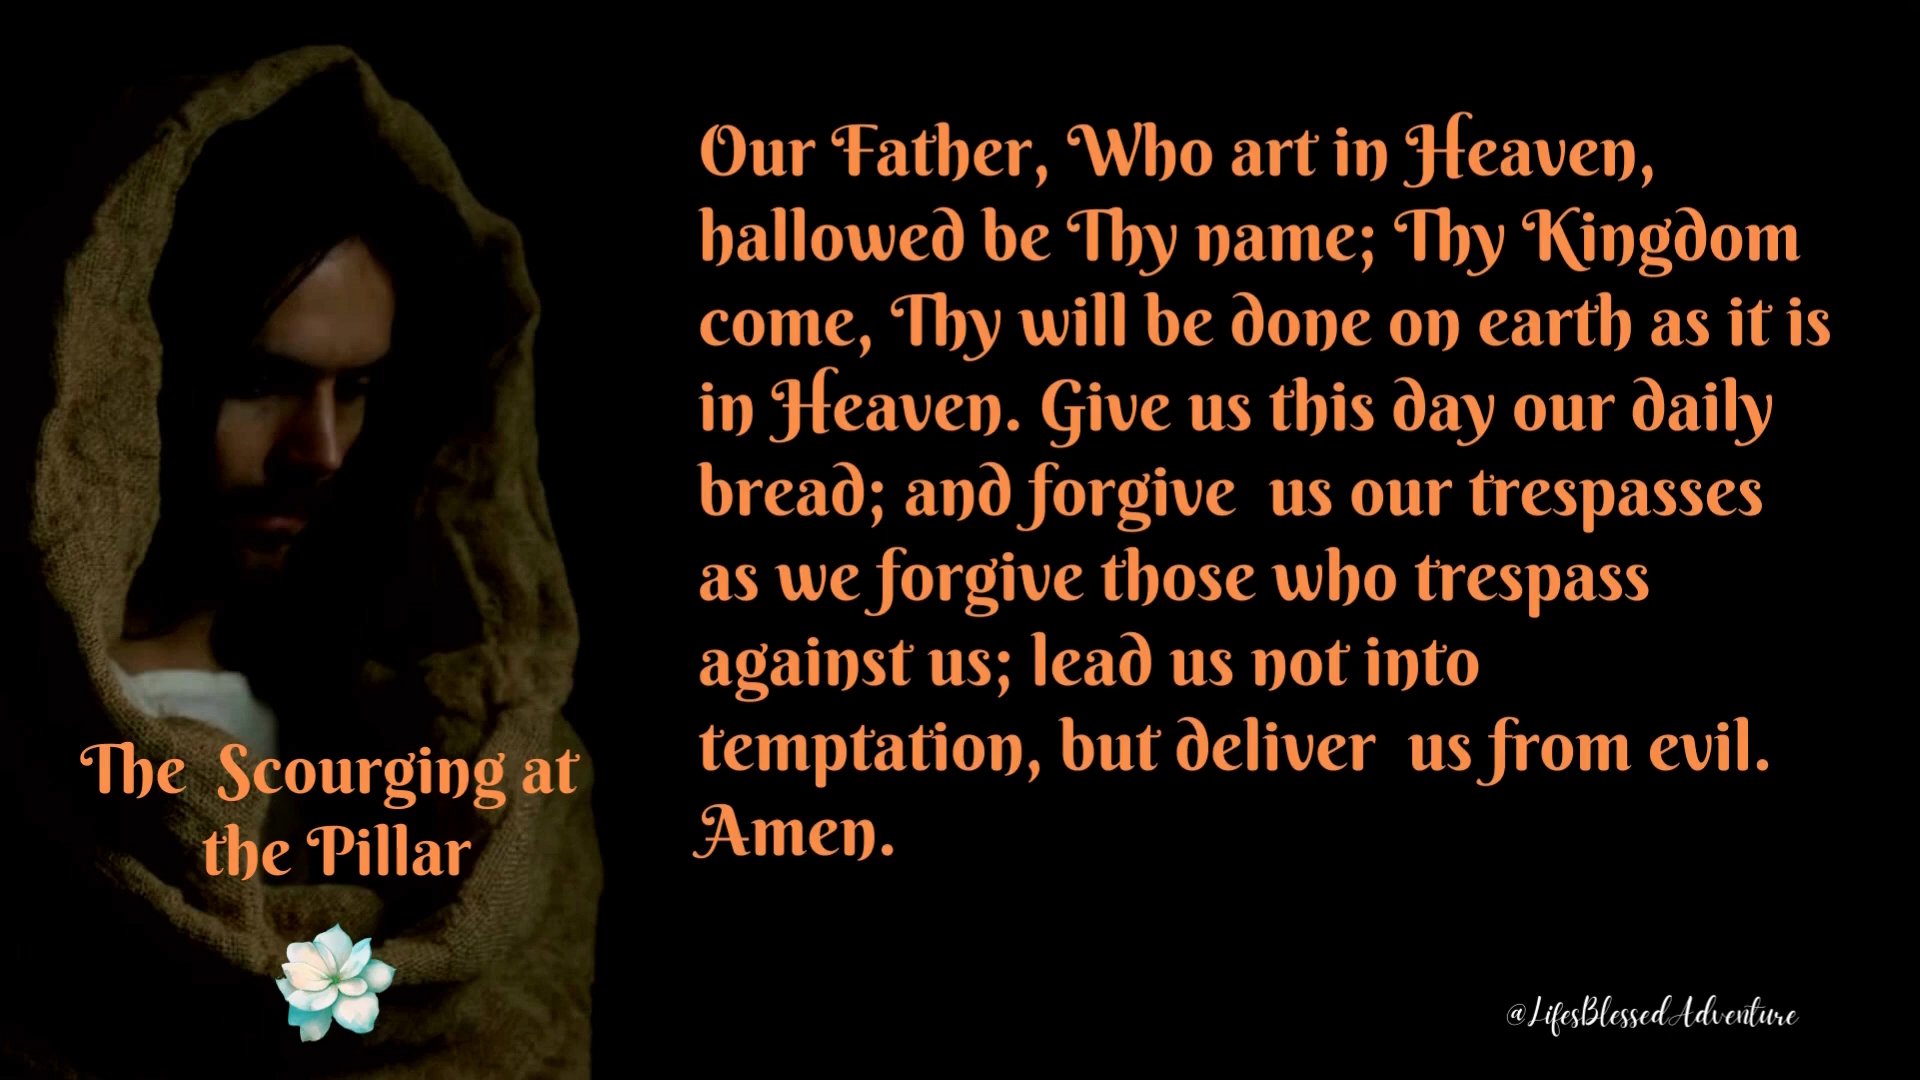 Our Father, Who art in Heaven,
hallowed be Thy name; Thy Kingdom
come, Thy will be done on earth as it is
in Heaven. Give us this day our daily
bread; and forgive  us our trespasses
as we forgive those who trespass
against us; lead us not into
temptation, but deliver  us from evil.
Amen.
The  Scourging at
the Pillar
@LifesBlessedAdventure